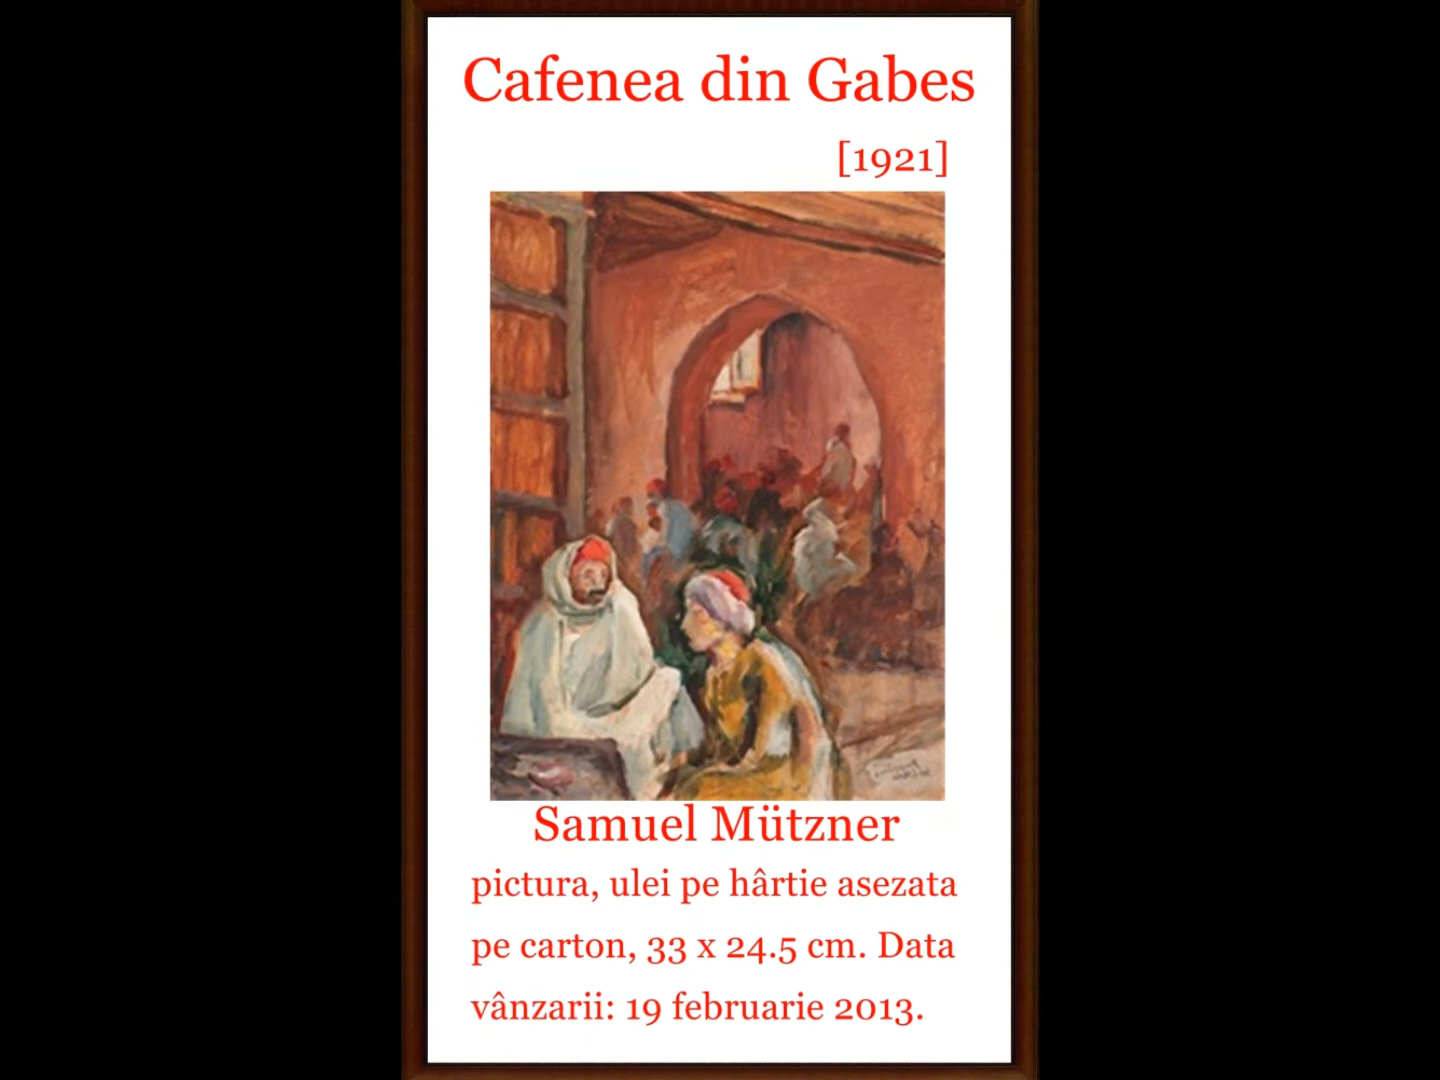 Cafenea din Gabes
[1921]
Samuel Mützner
pictura, ulei pe hârtie asezata
pe carton, 33 x 24.5 cm. Data
vânzarii: 19 februarie 2013.